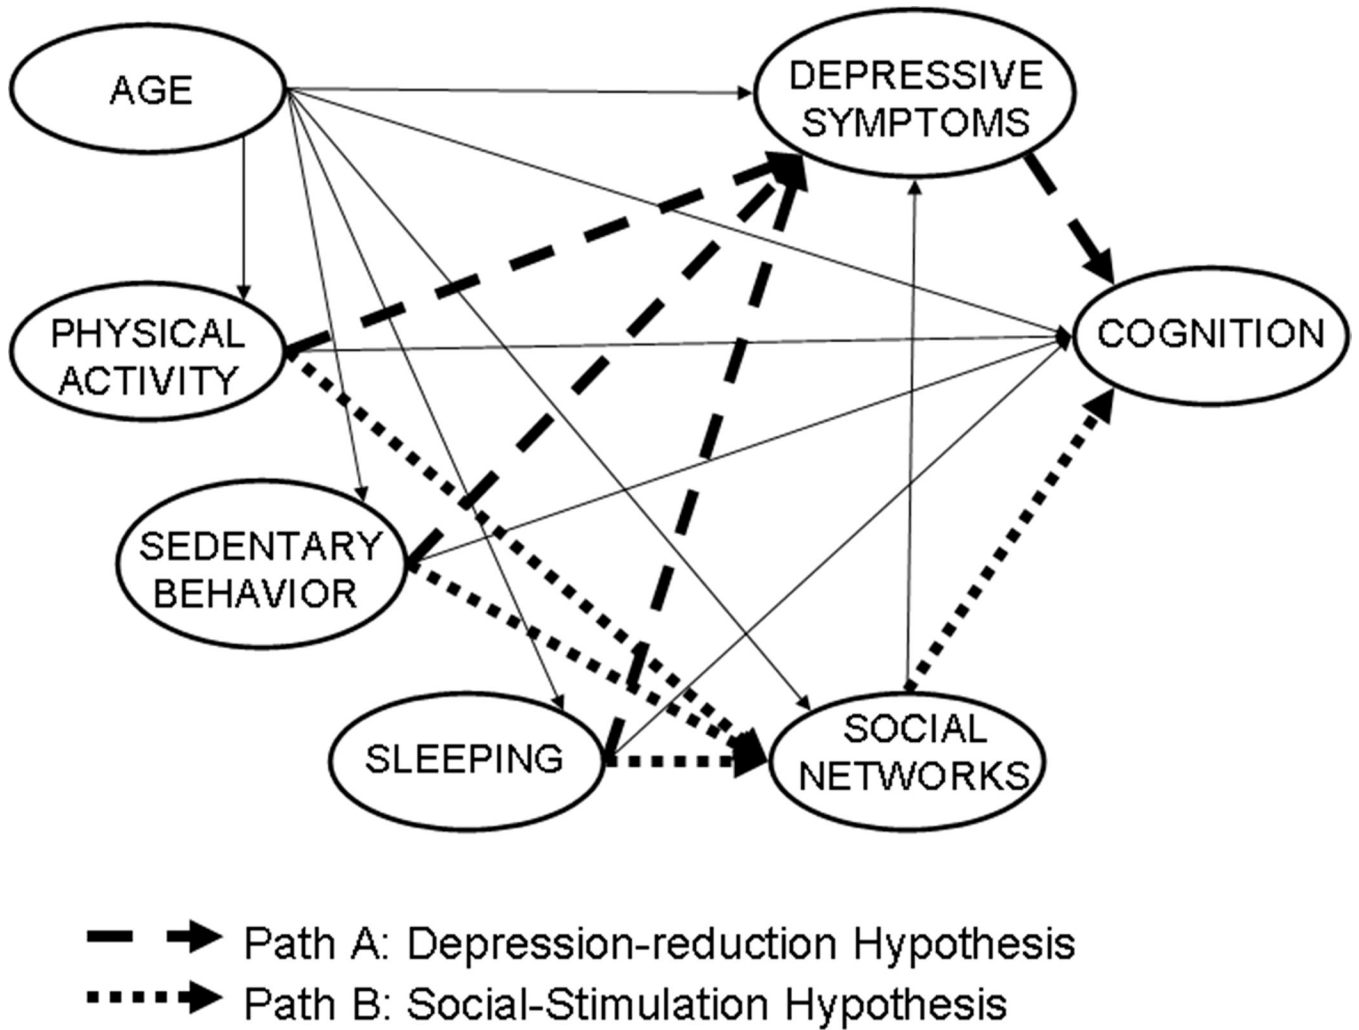 AGE
DEPRESSIVE
SYMPTOMS
PHYSICAL
ACTIVITY
COGNITION
SEDENTARY
BEHAVIOR
SLEEPING
SOCIAL
NETWORKS
Path A: Depression-reduction Hypothesis
Path B: Social-Stimulation Hypothesis